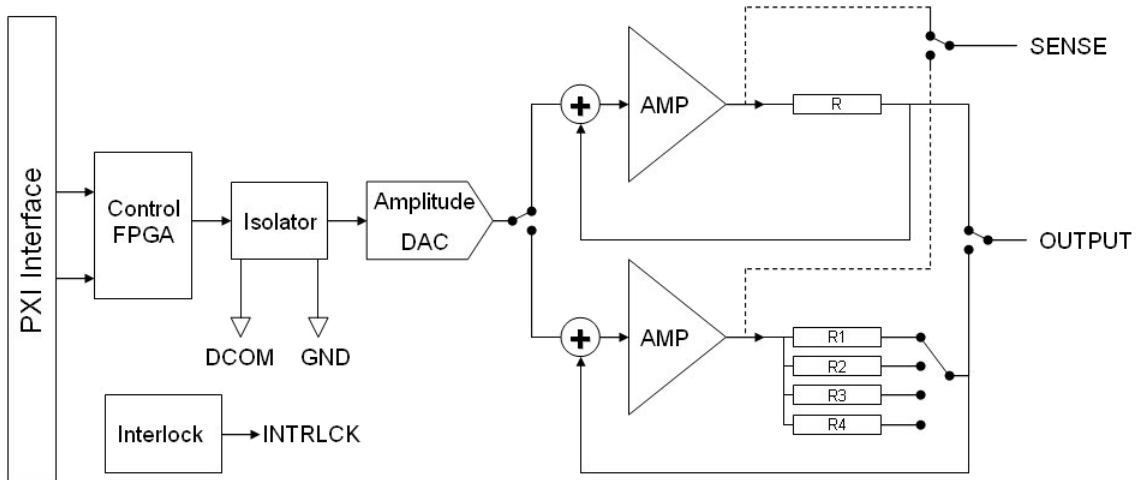 PXI Interface
Control
FPGA
Isolator
DCOM
GND
Amplitude
DAC
+
AMP
R
SENSE
OUTPUT
+
AMP
R1
R2
R3
R4
Interlock
INTRLCK